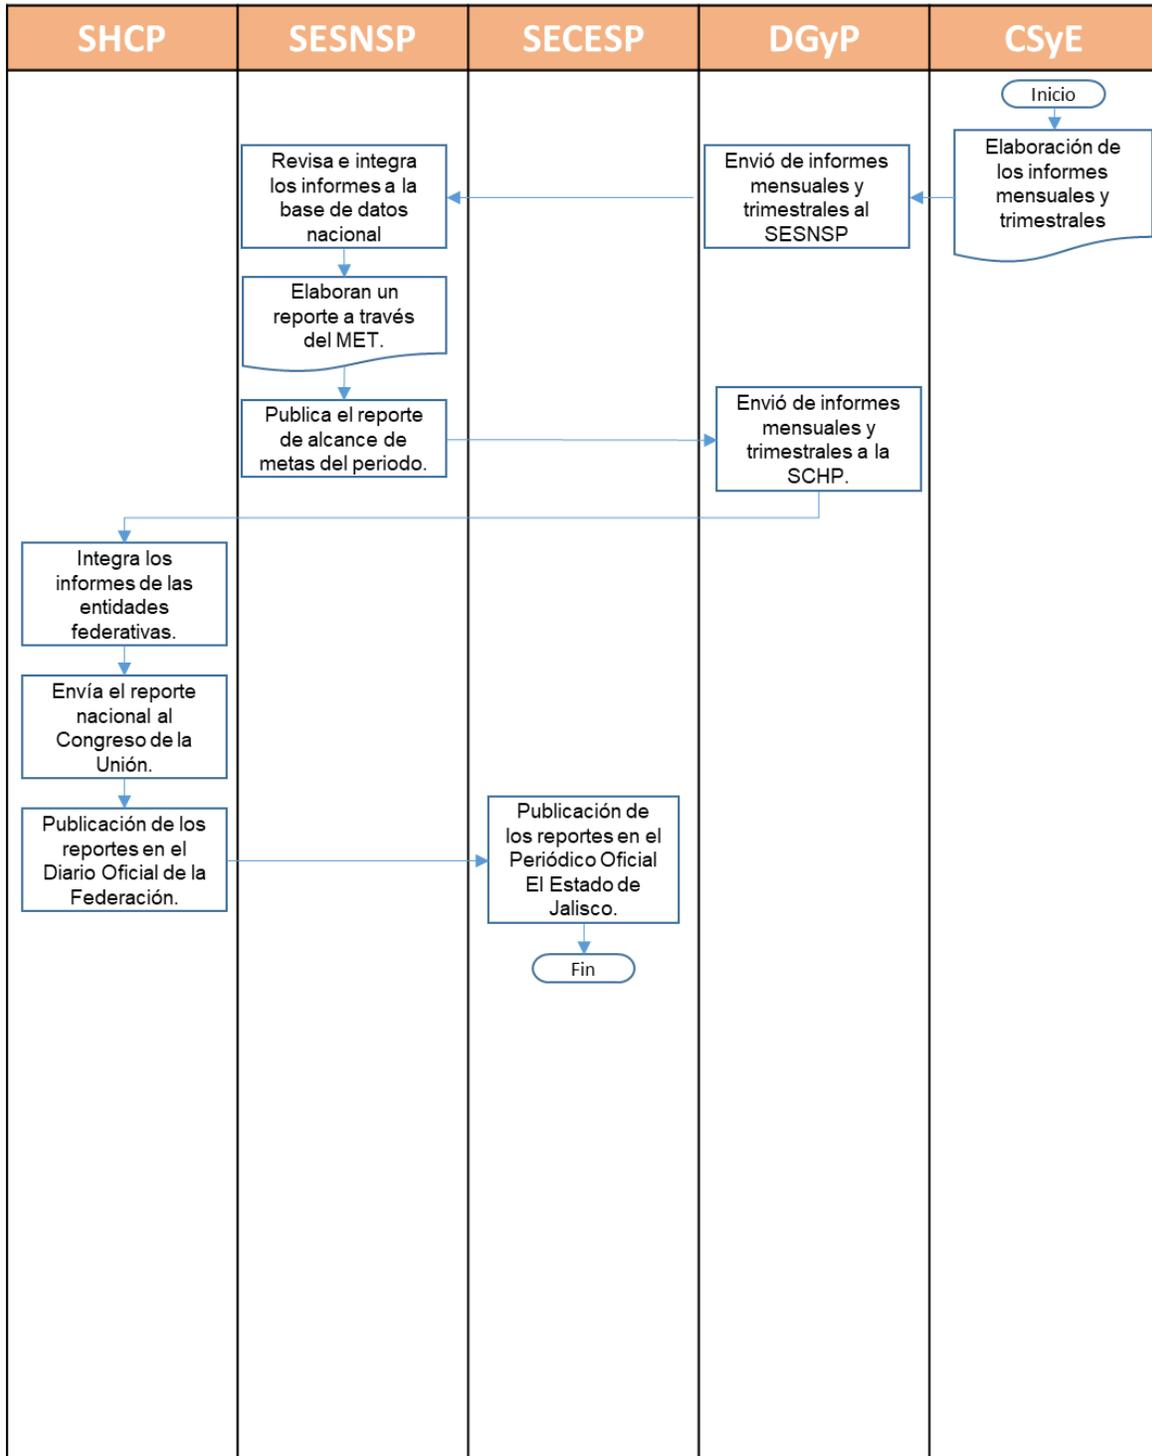 SHCP
SESNSP
SECESP
DGyP
CSyE
Inicio
Elaboración de
los informes
mensuales y
trimestrales
Envió de informes
mensuales y
trimestrales al
SESNSP
Revisa e integra
los informes a la
base de datos
nacional
Elaboran un
reporte a través
del MET.
Publica el reporte
de alcance de
metas del periodo.
Envió de informes
mensuales y
trimestrales a la
SCHP.
Integra los
informes de las
entidades
federativas.
Envía el reporte
nacional al
Congreso de la
Unión.
Publicación de los
reportes en el
Diario Oficial de la
Federación.
Publicación de
los reportes en el
Periódico Oficial
El Estado de
Jalisco.
Fin